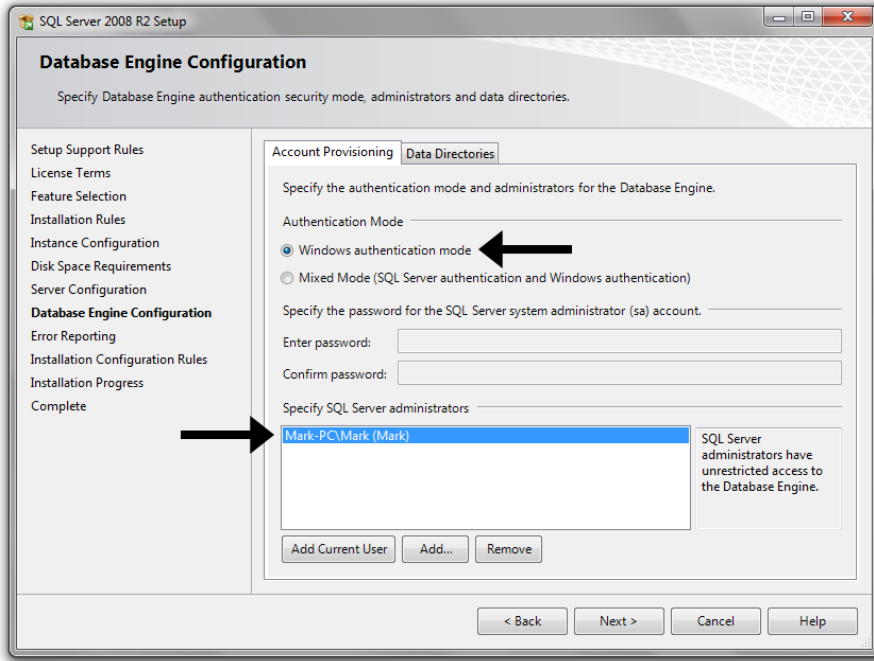 SQL Server 2008 R2 Setup
Database Engine Configuration
Specify Database Engine authentication security mode, administrators and data directories.
Setup Support Rules
License Terms
Feature Selection
Installation Rules
Instance Configuration
Disk Space Requirements
Server Configuration
Database Engine Configuration
Error Reporting
Installation Configuration Rules
Installation Progress
Complete
Account Provisioning
Data Directories
Specify the authentication mode and administrators for the Database Engine.
Authentication Mode
Windows authentication mode
Mixed Mode (SQL Server authentication and Windows authentication)
Specify the password for the SQL Server system administrator (sa) account.
Enter password:
Confirm password:
Specify SQL Server administrators
Mark-PC\Mark (Mark)
SQL Server
administrators have
unrestricted access to
the Database Engine.
Add Current User
Add...
Remove
< Back
Next >
Cancel
Help